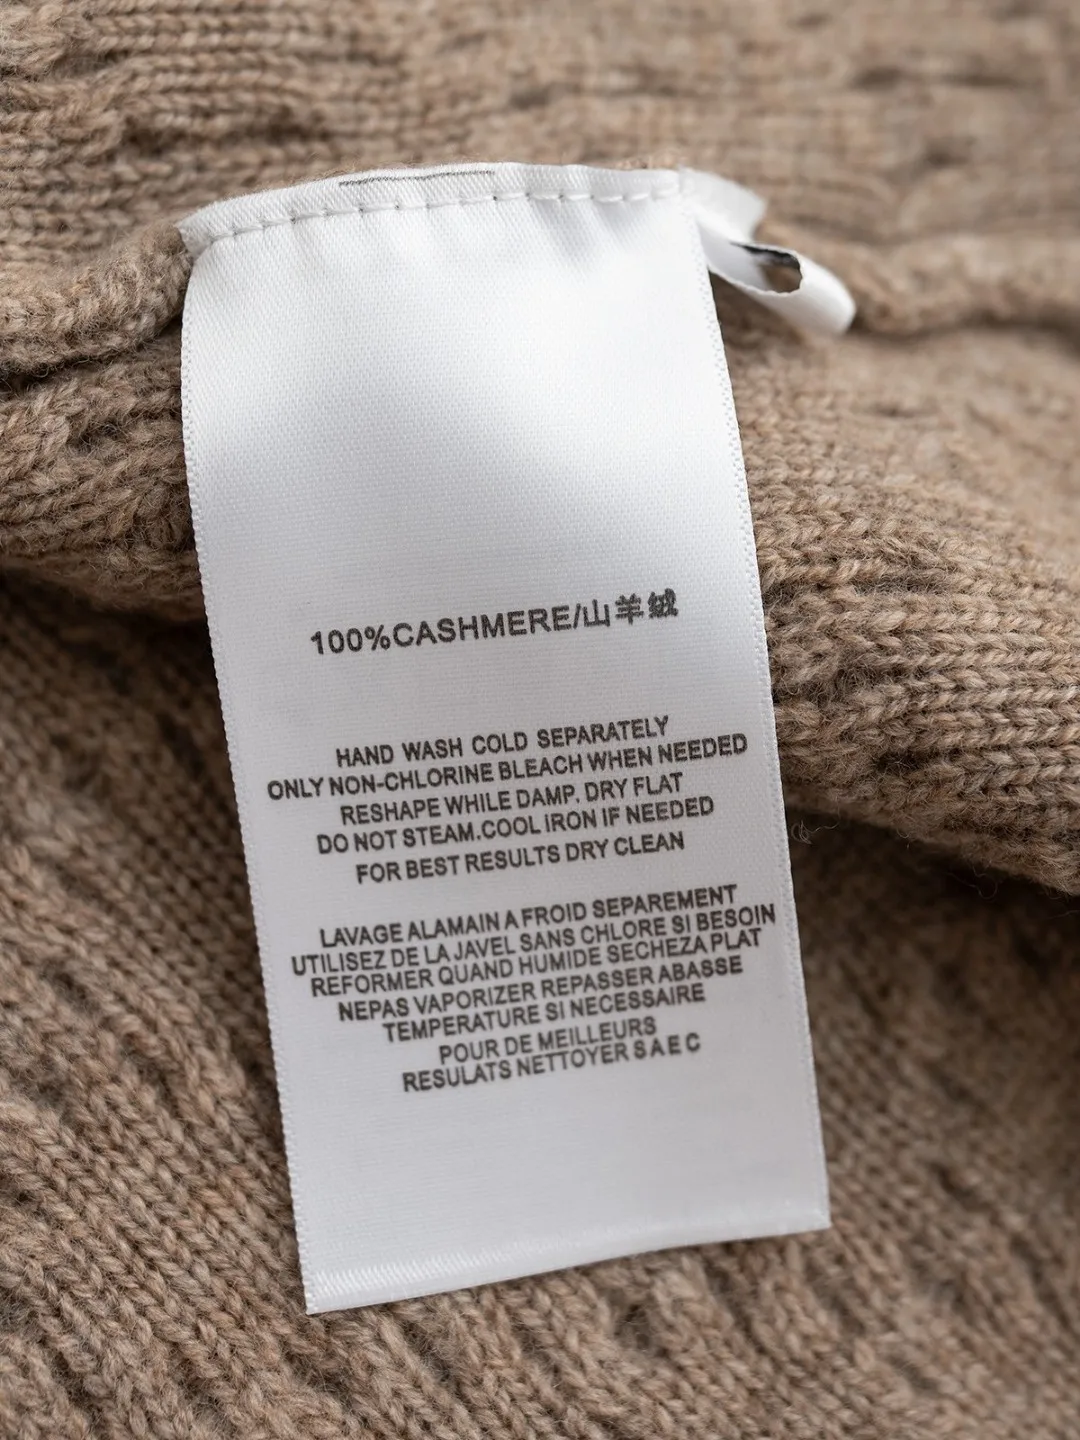 100%CASHMERE/山羊绒
HAND WASH COLD SEPARATELY
ONLY NON-CHLORINE BLEACH WHEN NEEDED
RESHAPE WHILE DAMP. DRY FLAT
DO NOT STEAM.COOL IRON IF NEEDED
FOR BEST RESULTS DRY CLEAN
LAVAGE ALAMAIN A FROID SEPAREMENT
UTILISEZ DE LA JAVEL SANS CHLORE SI BESOIN
REFORMER QUAND HUMIDE SECHEZA PLAT
NEPAS VAPORIZER REPASSER ABASSE
TEMPERATURE SI NECESSAIRE
POUR DE MEILLEURS
RESULATS NETTOYER S A E C